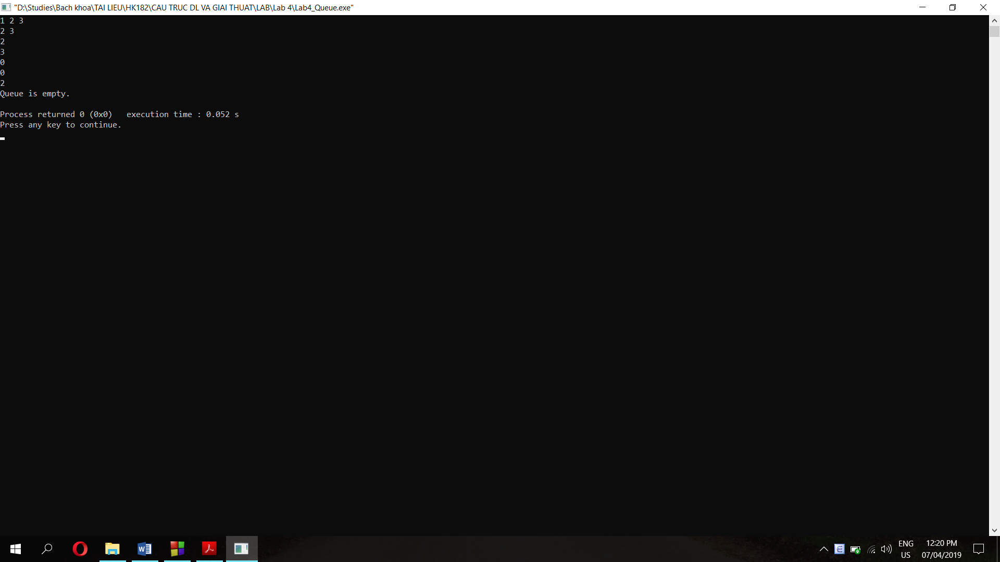 "D:\Studies\Bach khoa\TAI LIEU\HK182\CAU TRUC DL VA GIAI THUAT\LAB\Lab 4\Lab4_Queue.exe"
1 2 3
2 3
2
3
0
0
2
Queue is empty.
Process returned 0 (0x0)   execution time : 0.052 s
Press any key to continue.
ENG 12:20 PM
US 07/04/2019